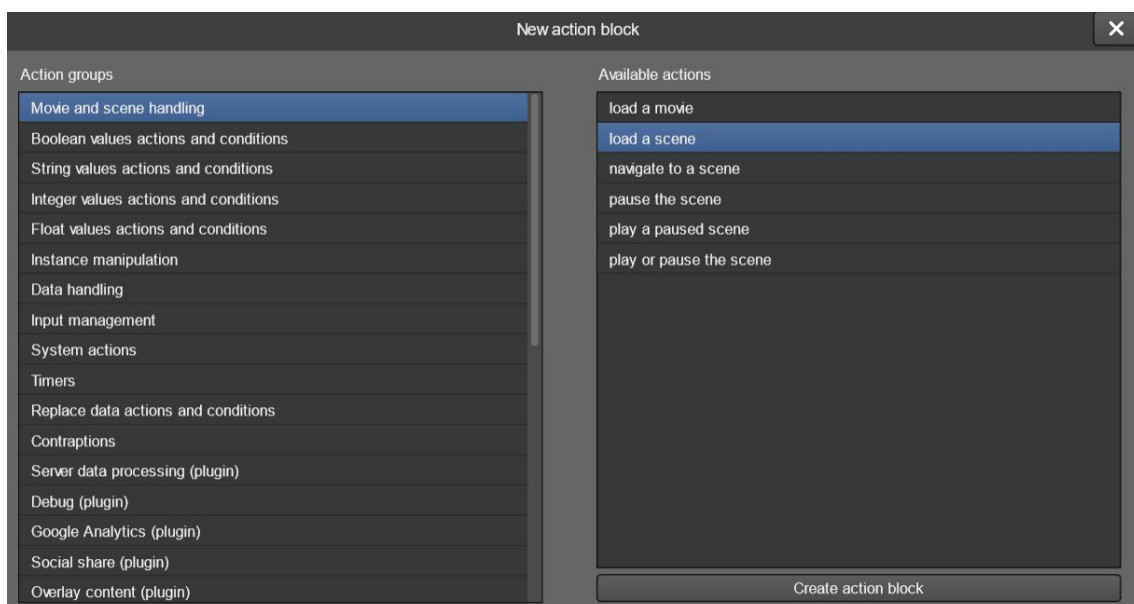 New action block
Action groups
Movie and scene handling
Boolean values actions and conditions
String values actions and conditions
Integer values actions and conditions
Float values actions and conditions
Instance manipulation
Data handling
Input management
System actions
Timers
Replace data actions and conditions
Contraptions
Server data processing (plugin)
Debug (plugin)
Google Analytics (plugin)
Social share (plugin)
Overlay content (plugin)
Available actions
load a movie
load a scene
navigate to a scene
pause the scene
play a paused scene
play or pause the scene
Create action block